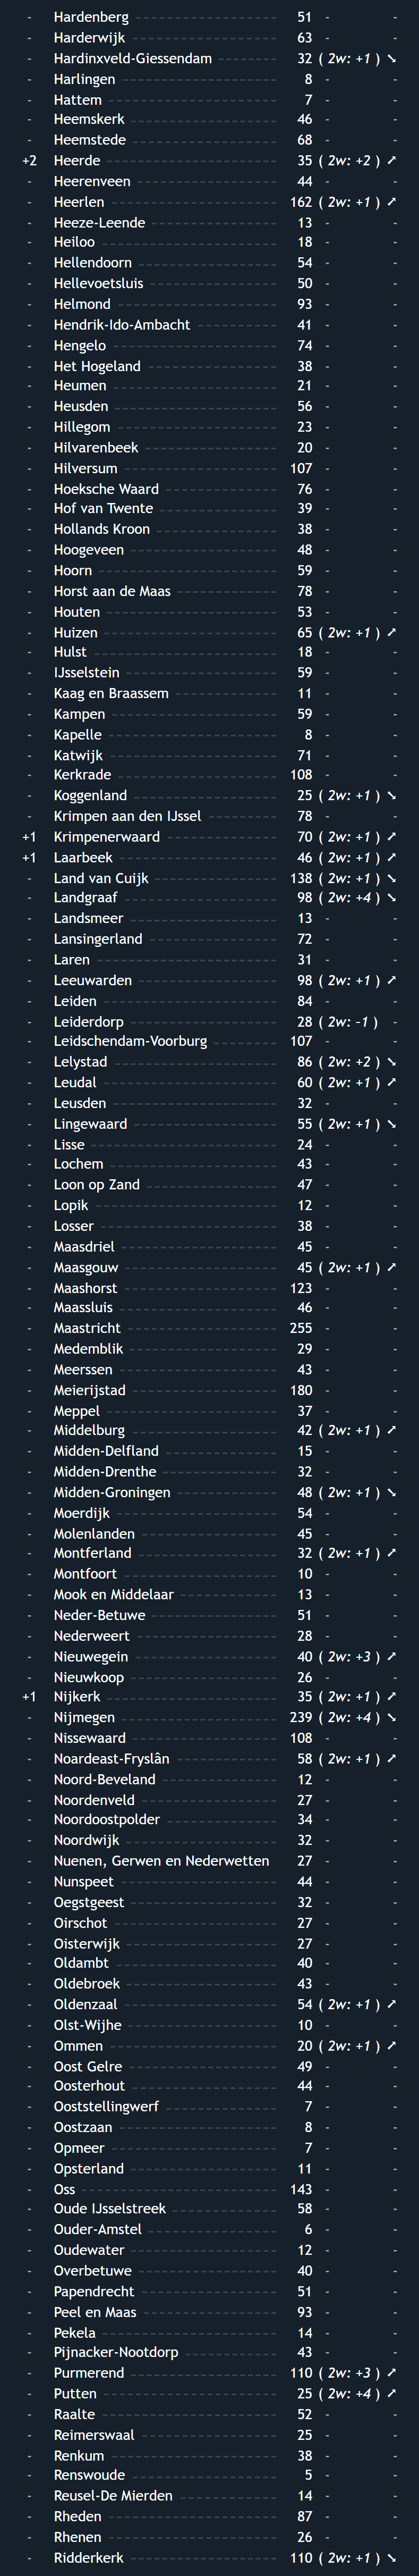 - Hardenberg 51 - -
- Harderwijk 63 - -
- Hardinxveld-Giessendam 32 ( 2w: +1 ) ➘
- Harlingen 8 - -
- Hattem 7 - -
- Heemskerk 46 - -
- Heemstede 68 - -
+2 Heerde 35 ( 2w: +2 ) ➚
- Heerenveen 44 - -
- Heerlen 162 ( 2w: +1 ) ➚
- Heeze-Leende 13 - -
- Heiloo 18 - -
- Hellendoorn 54 - -
- Hellevoetsluis 50 - -
- Helmond 93 - -
- Hendrik-Ido-Ambacht 41 - -
- Hengelo 74 - -
- Het Hogeland 38 - -
- Heumen 21 - -
- Heusden 56 - -
- Hillegom 23 - -
- Hilvarenbeek 20 - -
- Hilversum 107 - -
- Hoeksche Waard 76 - -
- Hof van Twente 39 - -
- Hollands Kroon 38 - -
- Hoogeveen 48 - -
- Hoorn 59 - -
- Horst aan de Maas 78 - -
- Houten 53 - -
- Huizen 65 ( 2w: +1 ) ➚
- Hulst 18 - -
- IJsselstein 59 - -
- Kaag en Braassem 11 - -
- Kampen 59 - -
- Kapelle 8 - -
- Katwijk 71 - -
- Kerkrade 108 - -
- Koggenland 25 ( 2w: +1 ) ➘
- Krimpen aan den IJssel 78 - -
+1 Krimpenerwaard 70 ( 2w: +1 ) ➚
+1 Laarbeek 46 ( 2w: +1 ) ➚
- Land van Cuijk 138 ( 2w: +1 ) ➘
- Landgraaf 98 ( 2w: +4 ) ➘
- Landsmeer 13 - -
- Lansingerland 72 - -
- Laren 31 - -
- Leeuwarden 98 ( 2w: +1 ) ➚
- Leiden 84 - -
- Leiderdorp 28 ( 2w: -1 ) -
- Leidschendam-Voorburg 107 - -
- Lelystad 86 ( 2w: +2 ) ➘
- Leudal 60 ( 2w: +1 ) ➚
- Leusden 32 - -
- Lingewaard 55 ( 2w: +1 ) ➘
- Lisse 24 - -
- Lochem 43 - -
- Loon op Zand 47 - -
- Lopik 12 - -
- Losser 38 - -
- Maasdriel 45 - -
- Maasgouw 45 ( 2w: +1 ) ➚
- Maashorst 123 - -
- Maassluis 46 - -
- Maastricht 255 - -
- Medemblik 29 - -
- Meerssen 43 - -
- Meierijstad 180 - -
- Meppel 37 - -
- Middelburg 42 ( 2w: +1 ) ➚
- Midden-Delfland 15 - -
- Midden-Drenthe 32 - -
- Midden-Groningen 48 ( 2w: +1 ) ➘
- Moerdijk 54 - -
- Molenlanden 45 - -
- Montferland 32 ( 2w: +1 ) ➚
- Montfoort 10 - -
- Mook en Middelaar 13 - -
- Neder-Betuwe 51 - -
- Nederweert 28 - -
- Nieuwegein 40 ( 2w: +3 ) ➚
- Nieuwkoop 26 - -
+1 Nijkerk 35 ( 2w: +1 ) ➚
- Nijmegen 239 ( 2w: +4 ) ➘
- Nissewaard 108 - -
- Noardeast-Fryslân 58 ( 2w: +1 ) ➚
- Noord-Beveland 12 - -
- Noordenveld 27 - -
- Noordoostpolder 34 - -
- Noordwijk 32 - -
- Nuenen, Gerwen en Nederwetten 27 - -
- Nunspeet 44 - -
- Oegstgeest 32 - -
- Oirschot 27 - -
- Oisterwijk 27 - -
- Oldambt 40 - -
- Oldebroek 43 - -
- Oldenzaal 54 ( 2w: +1 ) ➚
- Olst-Wijhe 10 - -
- Ommen 20 ( 2w: +1 ) ➚
- Oost Gelre 49 - -
- Oosterhout 44 - -
- Ooststellingwerf 7 - -
- Oostzaan 8 - -
- Opmeer 7 - -
- Opsterland 11 - -
- Oss 143 - -
- Oude IJsselstreek 58 - -
- Ouder-Amstel 6 - -
- Oudewater 12 - -
- Overbetuwe 40 - -
- Papendrecht 51 - -
- Peel en Maas 93 - -
- Pekela 14 - -
- Pijnacker-Nootdorp 43 - -
- Purmerend 110 ( 2w: +3 ) ➚
- Putten 25 ( 2w: +4 ) ➚
- Raalte 52 - -
- Reimerswaal 25 - -
- Renkum 38 - -
- Renswoude 5 - -
- Reusel-De Mierden 14 - -
- Rheden 87 - -
- Rhenen 26 - -
- Ridderkerk 110 ( 2w: +1 ) ➘